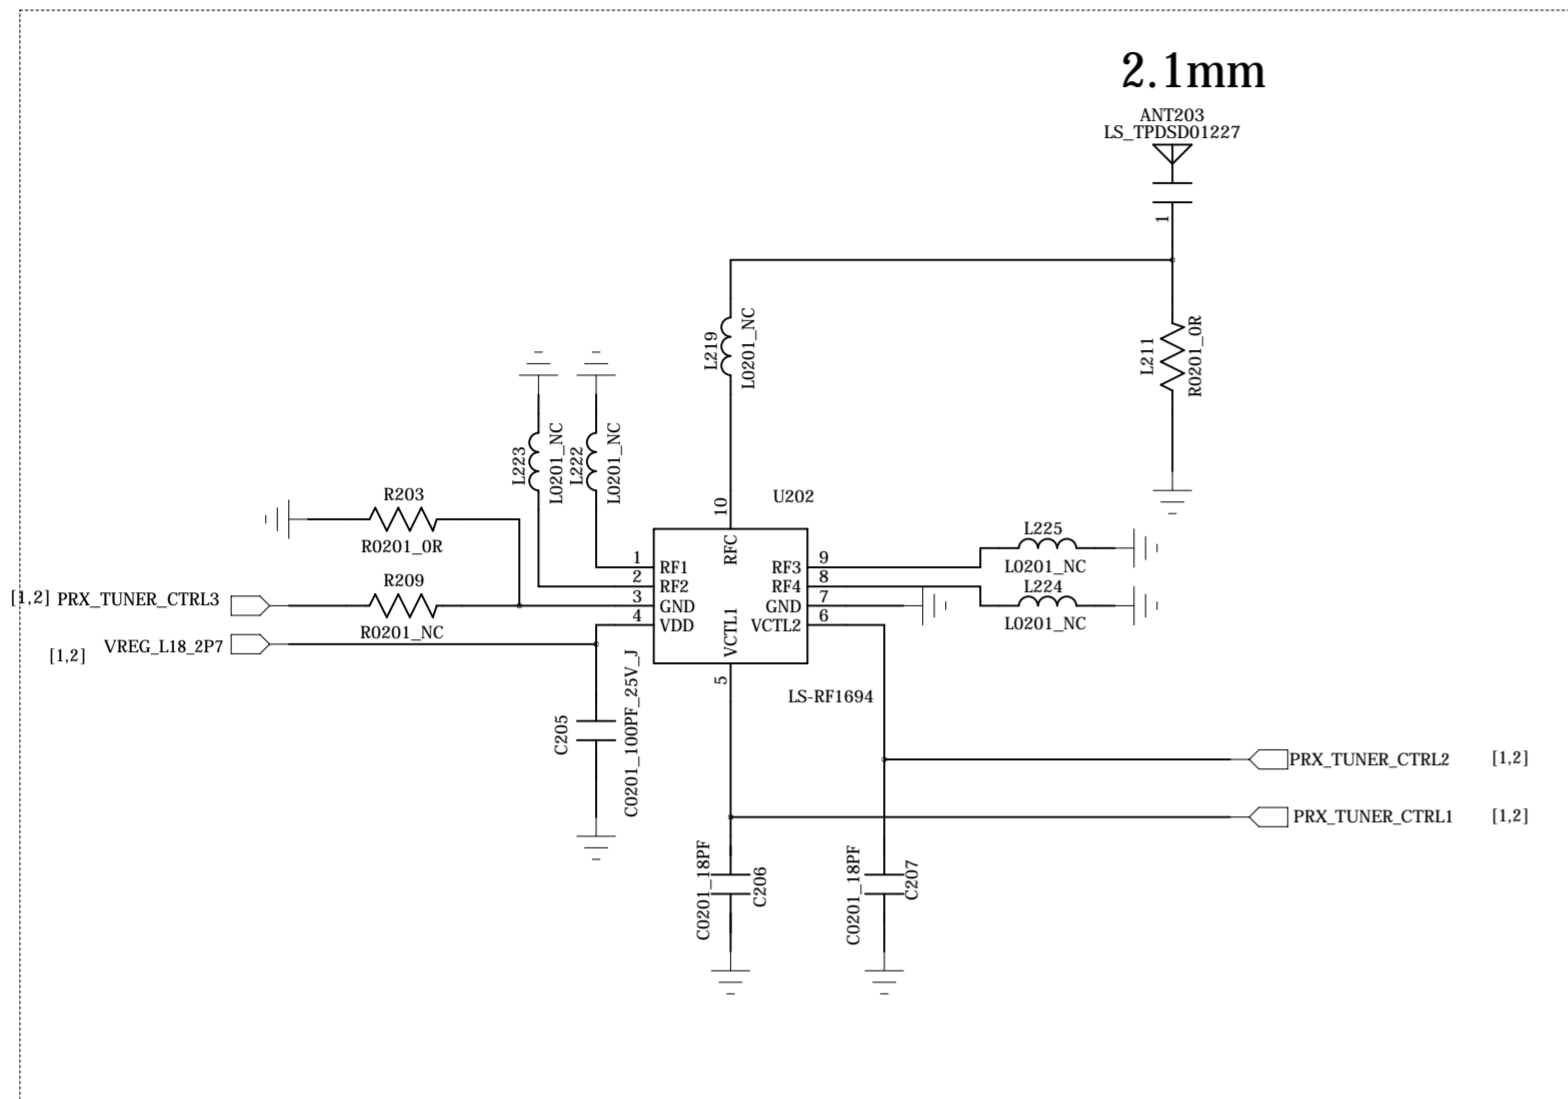 2.1mm
ANT203
LS_TPDSD01227
1
L219
L0201_NC
L211
R0201_0R
L223
L0201_NC
L222
L0201_NC
R203
R0201_0R
U202
10
RFC
L225
L0201_NC
1
RF1
RF3
9
2
RF2
RF4
8
3
GND
GND
7
4
VDD
VCTL2
6
VCTL1
5
L224
L0201_NC
R209
R0201_NC
[1,2] PRX_TUNER_CTRL3
VREG_L18_2P7
[1,2]
LS-RF1694
C205
C0201_100PF_25V_J
PRX_TUNER_CTRL2 [1,2]
PRX_TUNER_CTRL1 [1,2]
C0201_18PF
C206
C0201_18PF
C207